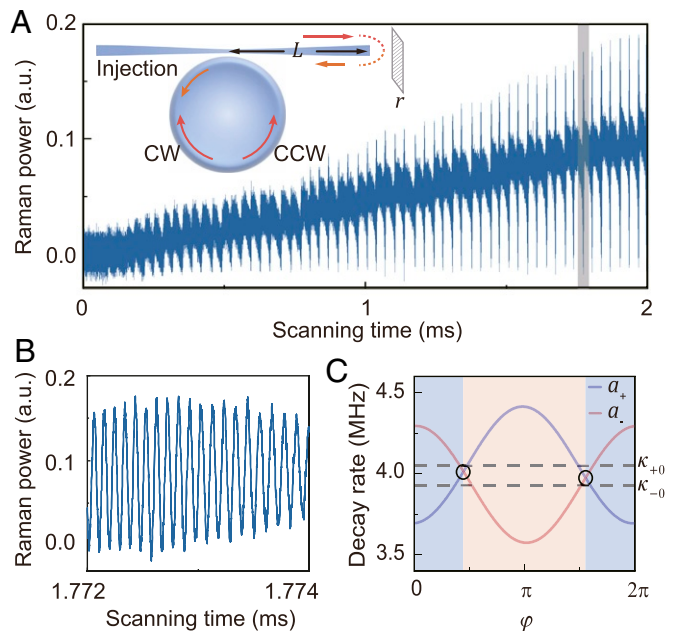 A
Raman power (a.u.)
0.2
0.1
0.0
Injection
L
r
CW
CCW
0
1
2
Scanning time (ms)
B
Raman power (a.u.)
0.2
0.1
0.0
1.772
1.774
Scanning time (ms)
C
Decay rate (MHz)
4.5
4.0
3.5
a₊
a₋
κ₊₀
κ₋₀
0
π
2π
φ